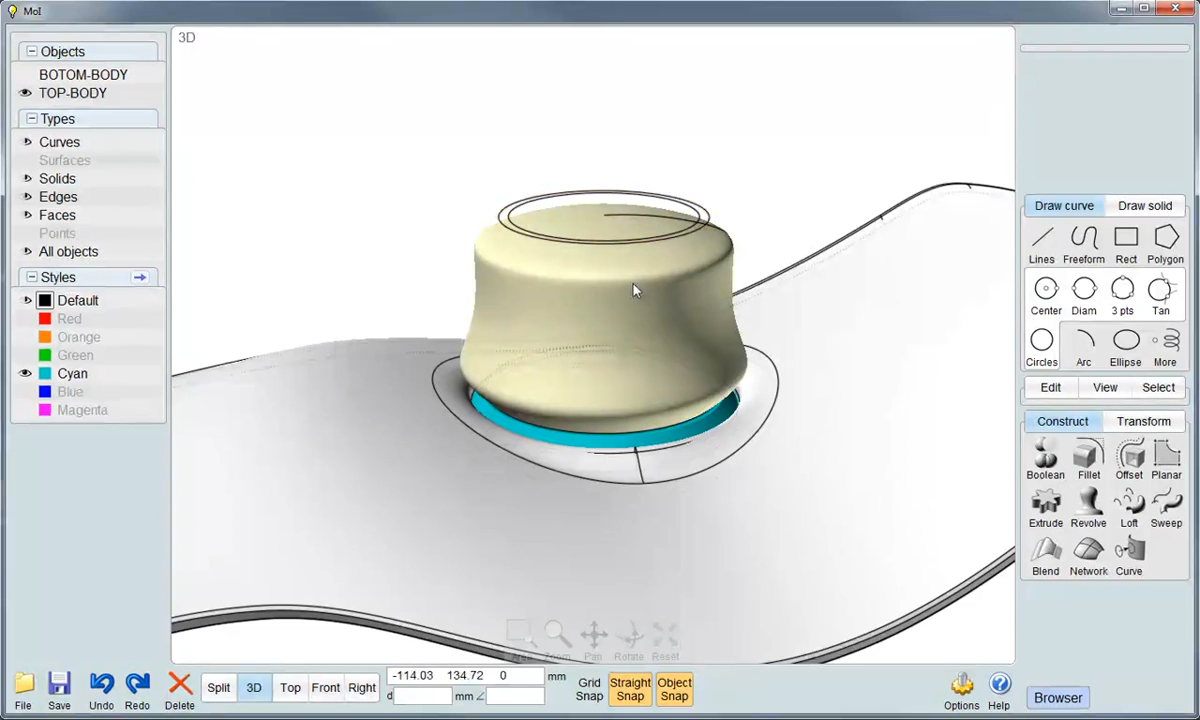 MoI
3D
Objects
BOTOM-BODY
TOP-BODY
Types
Curves
Surfaces
Solids
Edges
Faces
Points
All objects
Styles
Default
Red
Orange
Green
Cyan
Blue
Magenta
Draw curve Draw solid
Lines Freeform Rect Polygon
Center Diam 3 pts Tan
Circles Arc Ellipse More
Edit View Select
Construct Transform
Boolean Fillet Offset Planar
Extrude Revolve Loft Sweep
Blend Network Curve
Zoom Pan Rotate Reset
File Save Undo Redo Delete
Split 3D Top Front Right
-114.03 134.72 0 mm
d mm
Grid Snap
Straight Snap
Object Snap
Options Help
Browser